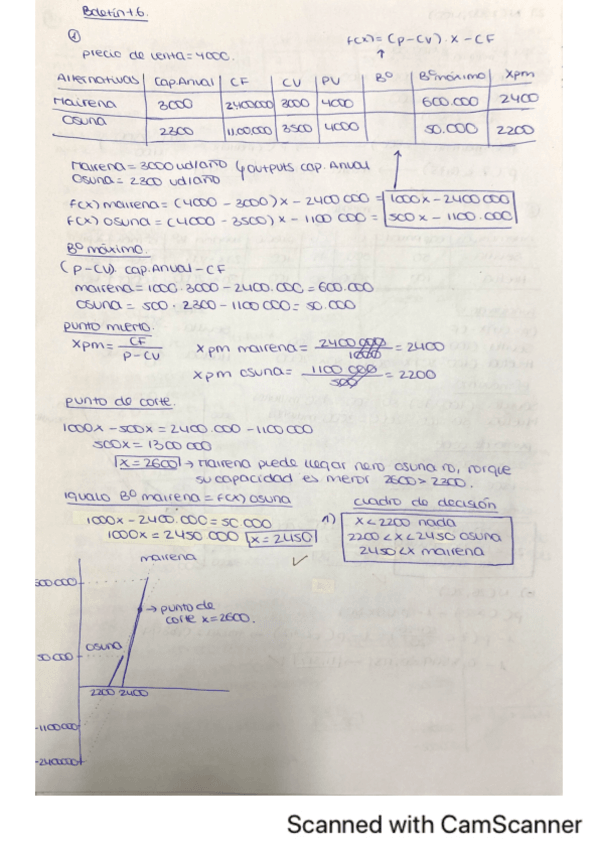 Boletín t.6.
①
f(x) = (p-cv) · x - CF
precio de venta = 4000.
Alternativas | Cap. Anual | CF | CV | PV | Bº | Bº máximo | Xpm
Mairena | 3000 | 2400000 | 3000 | 4000 | | 600.000 | 2400
Osuna | 2300 | 1100000 | 3500 | 4000 | | 50.000 | 2200
Mairena = 3000 ud/año outputs cap. Anual
Osuna = 2300 ud/año
f(x) mairena = (4000 - 3000) x - 2400 000 = 1000x - 2400 000
f(x) osuna = (4000 - 3500) x - 1100 000 = 500 x - 1100.000
Bº máximo.
(p-cv) cap. Anual - CF
mairena = 1000 · 3000 - 2400.000 = 600.000
osuna = 500 · 2300 - 1100 000 = 50.000
punto muerto.
Xpm = CF / P-CV xpm mairena = 2400 000 / 1000 = 2400
xpm osuna = 1100 000 / 500 = 2200
punto de corte.
1000x - 500x = 2400.000 - 1100 000
500x = 1300 000
x = 2600 → Mairena puede llegar pero osuna no, porque
su capacidad es menor 2600 > 2300.
Igualo Bº mairena = f(x) osuna
cuadro de decisión
1000x - 2400.000 = 50 000
1000x = 2450 000 x = 2450
1) x < 2200 nada
2200 < x < 2450 osuna
2450 < x mairena
✓
mairena
600000
→ punto de
corte x = 2600.
osuna
50 000
2200 2400
-1100000
-2400000
Scanned with CamScanner